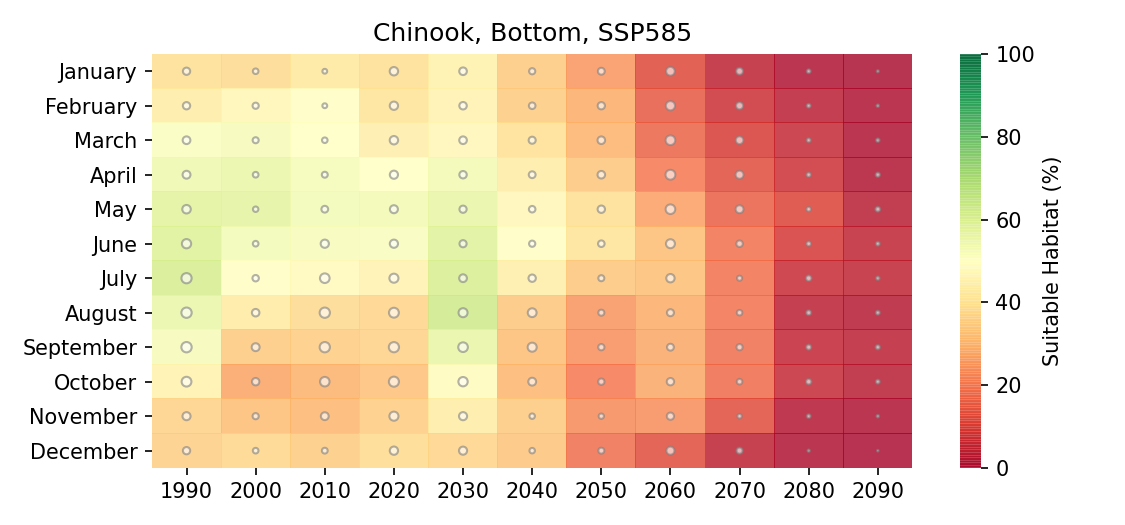 Chinook, Bottom, SSP585
January
February
March
April
May
June
July
August
September
October
November
December
1990 2000 2010 2020 2030 2040 2050 2060 2070 2080 2090
100
80
60
40
20
0
Suitable Habitat (%)